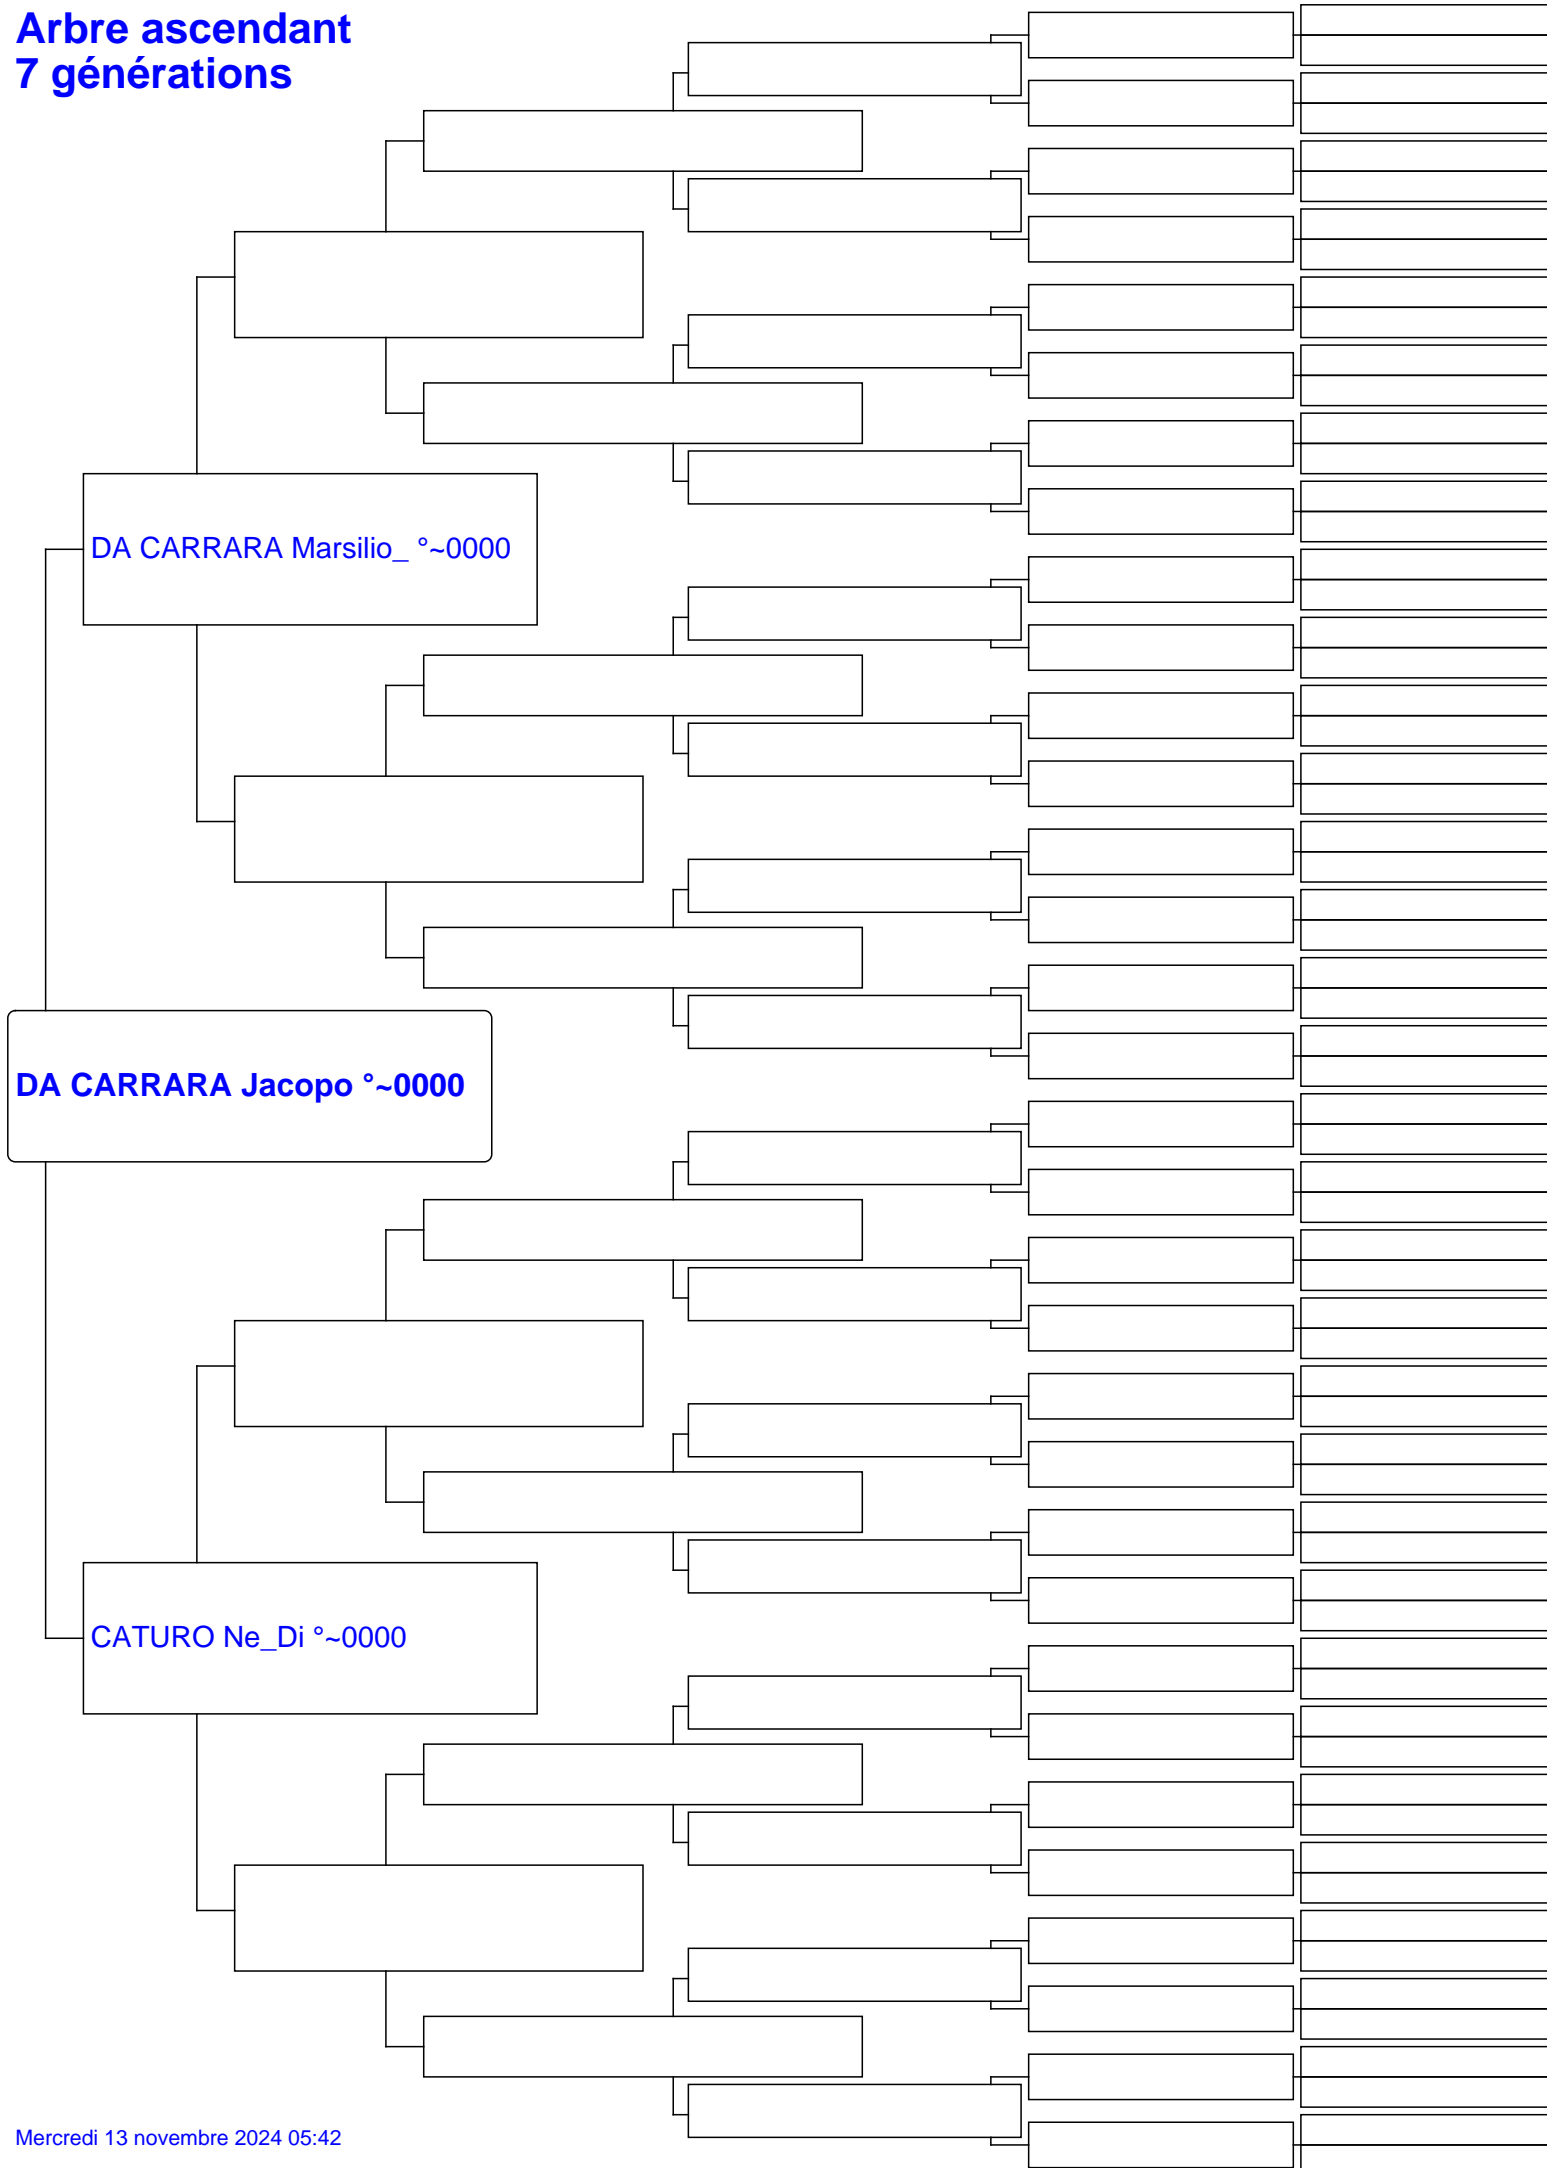 Arbre ascendant
7 générations
DA CARRARA Marsilio_ °~0000
DA CARRARA Jacopo °~0000
CATURO Ne_Di °~0000
Mercredi 13 novembre 2024 05:42